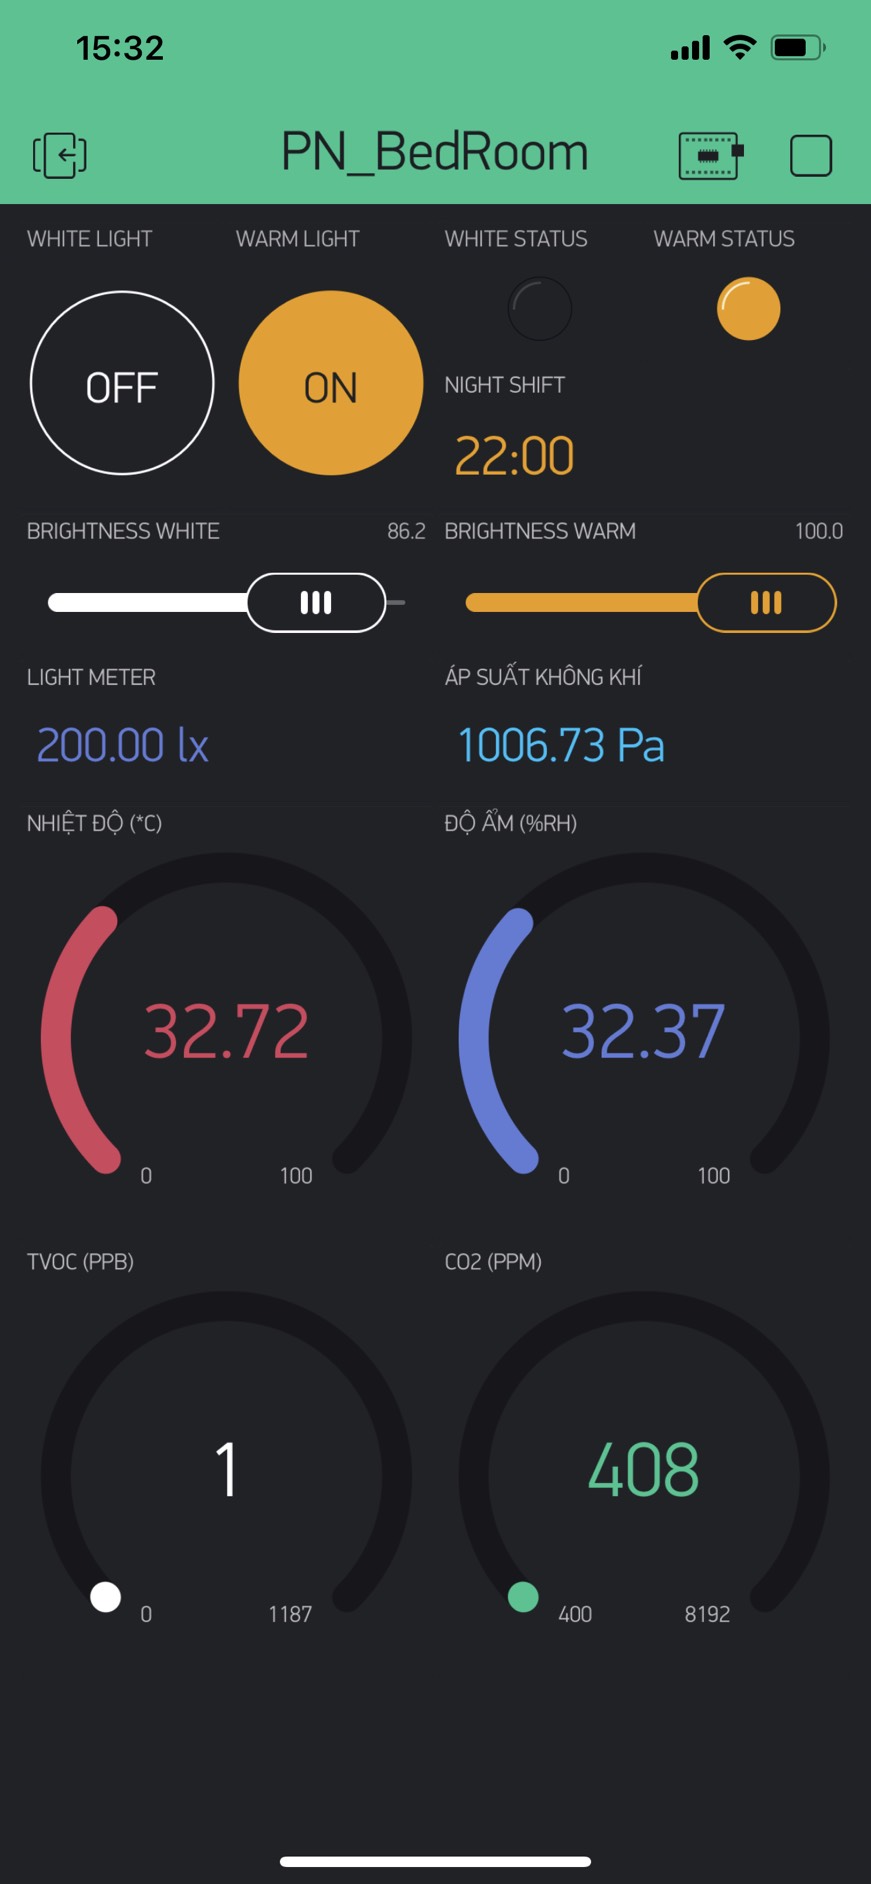 15:32
PN_BedRoom
WHITE LIGHT
WARM LIGHT
WHITE STATUS
WARM STATUS
OFF
ON
NIGHT SHIFT
22:00
BRIGHTNESS WHITE 86.2
BRIGHTNESS WARM 100.0
LIGHT METER
ÁP SUẤT KHÔNG KHÍ
200.00 lx
1006.73 Pa
NHIỆT ĐỘ (*C)
ĐỘ ẨM (%RH)
32.72
32.37
0 100
0 100
TVOC (PPB)
CO2 (PPM)
1
408
0 1187
400 8192